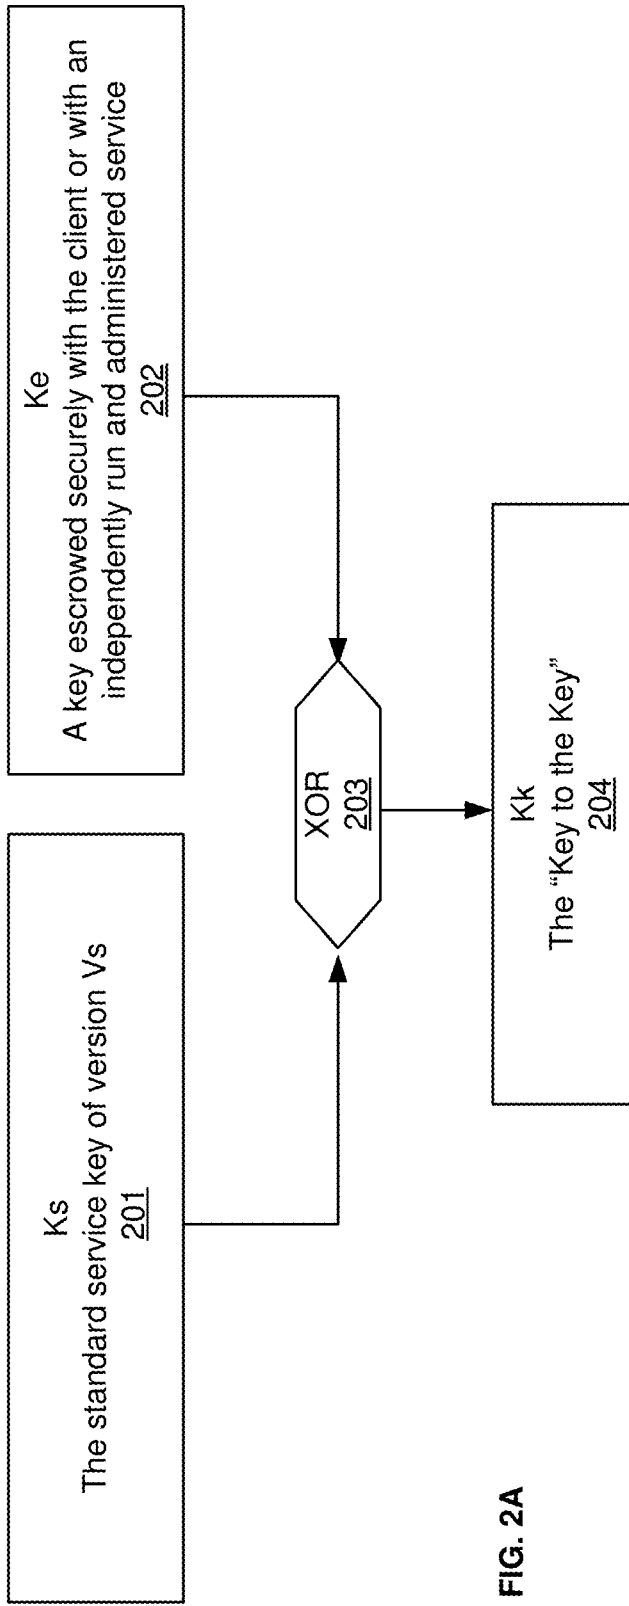 Ks
The standard service key of version Vs
201
Ke
A key escrowed securely with the client or with an
independently run and administered service
202
XOR
203
Kk
The “Key to the Key”
204
FIG. 2A